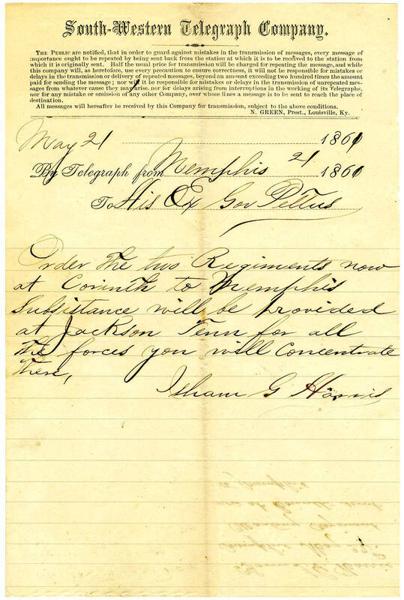 South-Western Telegraph Company.
THE PUBLIC are notified, that in order to guard against mistakes in the transmission of messages, every message of
importance ought to be repeated by being sent back from the station at which it is to be received to the station from
which it is originally sent. Half the usual price for transmission will be charged for repeating the message, and while
this company will, as heretofore, use every precaution to ensure correctness, it will not be responsible for mistakes or
delays in the transmission or delivery of repeated messages, beyond an amount exceeding two hundred times the amount
paid for sending the message; nor will it be responsible for mistakes or delays in the transmission of unrepeated mes-
sages from whatever cause they may arise, nor for delays arising from interruptions in the working of its Telegraphs,
nor for any mistake or omission of any other Company, over whose lines a message is to be sent to reach the place of
destination.
All messages will hereafter be received by this Company for transmission, subject to the above conditions.
N. GREEN, Prest., Louisville, Ky.
May 21 1861
By Telegraph from Memphis 21 1861
To His Ex Gov Pettus
Order the two Regiments now
at Corinth to Memphis
Subsistance will be provided
at Jackson Tenn for all
the forces you will concentrate
there,
Isham G Harris